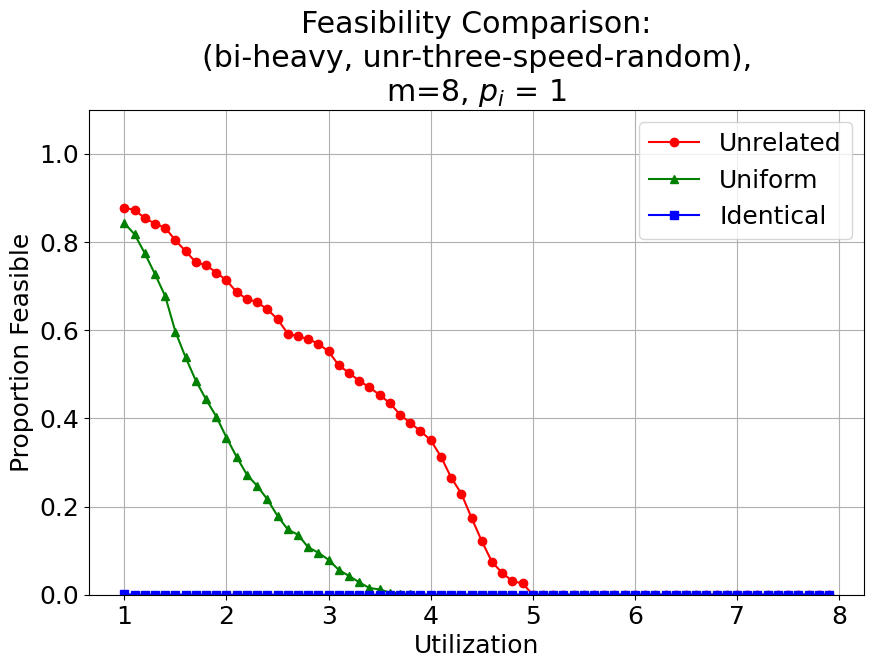 Feasibility Comparison:
(bi-heavy, unr-three-speed-random),
m=8, pᵢ = 1
Unrelated
Uniform
Identical
Proportion Feasible
1.0
0.8
0.6
0.4
0.2
0.0
1 2 3 4 5 6 7 8
Utilization